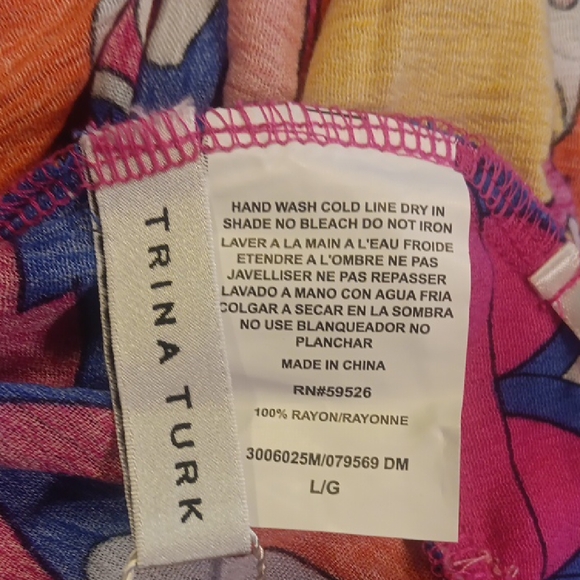 TRINA TURK
HAND WASH COLD LINE DRY IN
SHADE NO BLEACH DO NOT IRON
LAVER A LA MAIN A L'EAU FROIDE
ETENDRE A L'OMBRE NE PAS
JAVELLISER NE PAS REPASSER
LAVADO A MANO CON AGUA FRIA
COLGAR A SECAR EN LA SOMBRA
NO USE BLANQUEADOR NO
PLANCHAR
MADE IN CHINA
RN#59526
100% RAYON/RAYONNE
3006025M/079569 DM
L/G